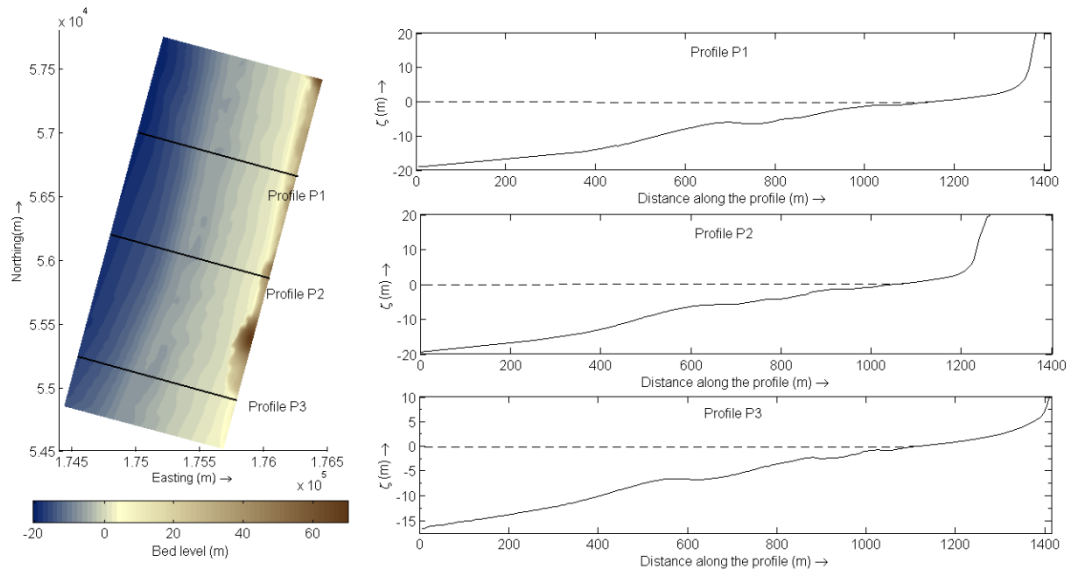 x 10⁴
5.75
5.7
5.65
5.6
5.55
5.5
5.45
Northing(m) →
Profile P1
Profile P2
Profile P3
1.745 1.75 1.755 1.76 1.765
Easting (m) →
x 10⁵
-20 0 20 40 60
Bed level (m)
20
10
0
-10
-20
ζ (m) →
Profile P1
0 200 400 600 800 1000 1200 1400
Distance along the profile (m) →
20
10
0
-10
-20
ζ (m) →
Profile P2
0 200 400 600 800 1000 1200 1400
Distance along the profile (m) →
10
5
0
-5
-10
-15
ζ (m) →
Profile P3
0 200 400 600 800 1000 1200 1400
Distance along the profile (m) →